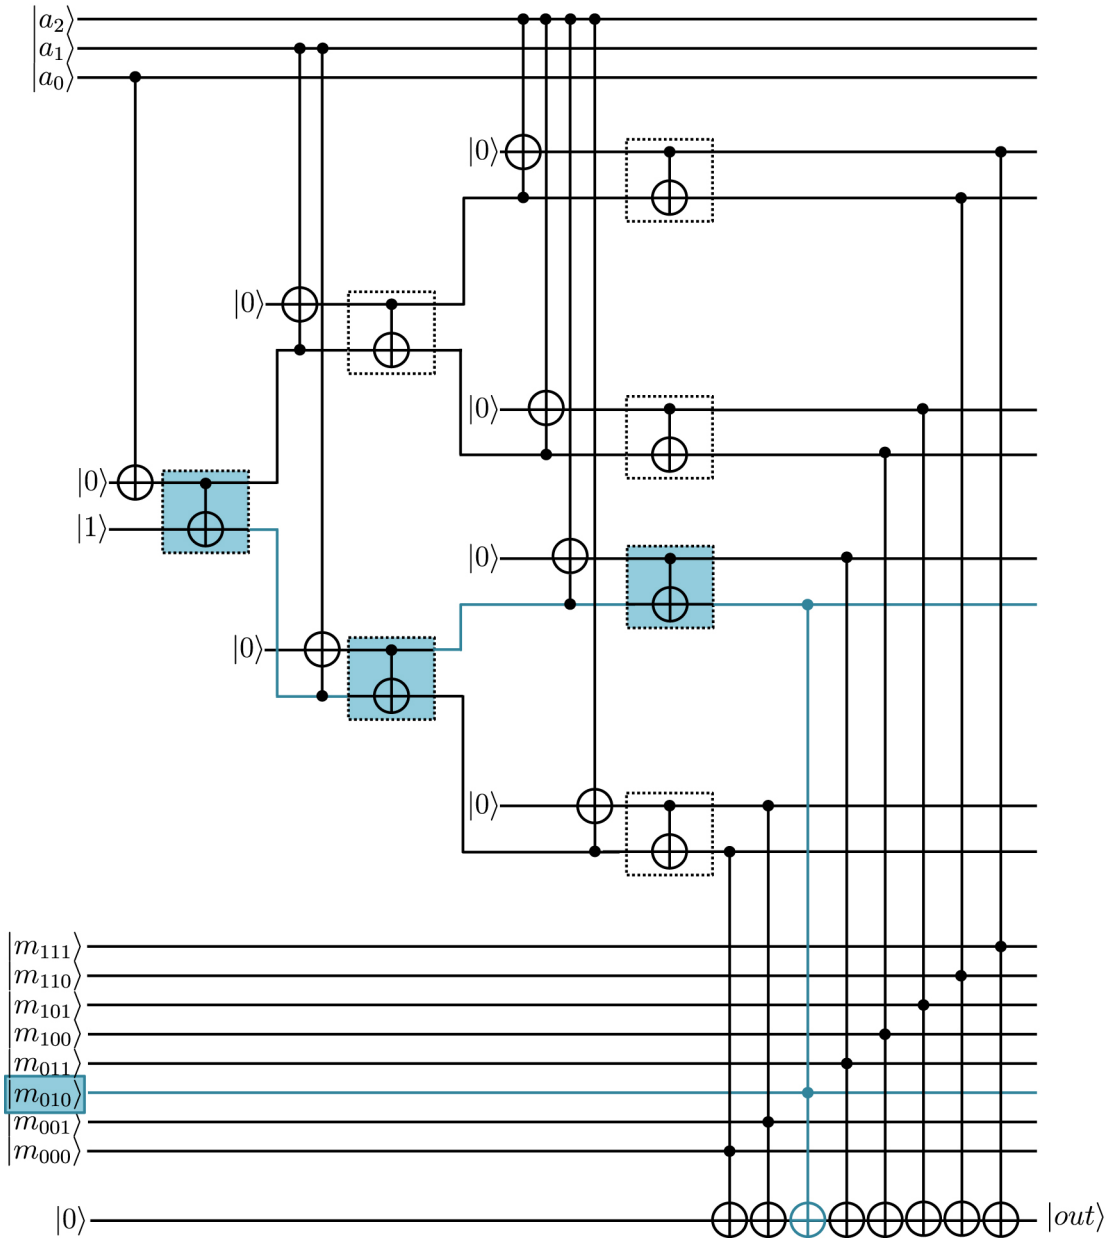 |a₂⟩
|a₁⟩
|a₀⟩
|0⟩
|0⟩
|0⟩
|0⟩
|1⟩
|0⟩
|0⟩
|0⟩
|m₁₁₁⟩
|m₁₁₀⟩
|m₁₀₁⟩
|m₁₀₀⟩
|m₀₁₁⟩
|m₀₁₀⟩
|m₀₀₁⟩
|m₀₀₀⟩
|0⟩ |out⟩